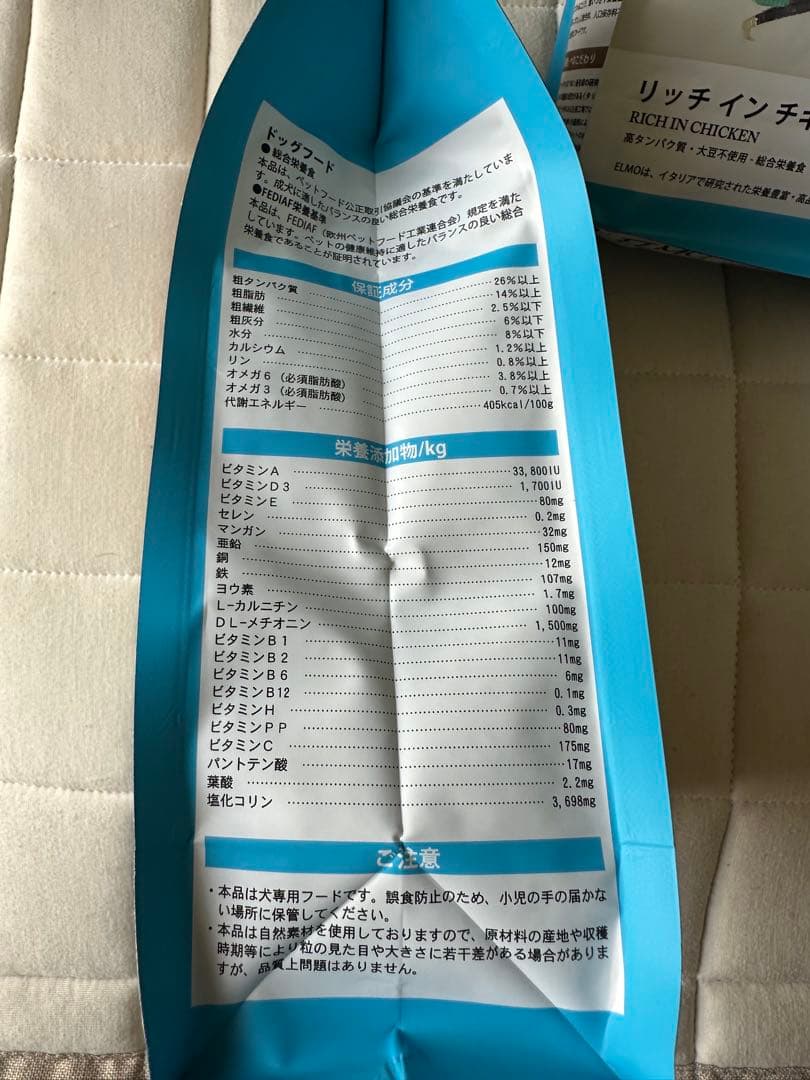 ドッグフード
●総合栄養食
本品は、ペットフード公正取引協議会の基準を満たしていま
す。成犬に適したバランスの良い総合栄養食です。
●FEDIAF栄養基準
本品は、FEDIAF（欧州ペットフード工業連合会）規定を満た
しています。ペットの健康維持に適したバランスの良い総合
栄養食であることが証明されています。
保証成分
粗タンパク質 26%以上
粗脂肪 14%以上
粗繊維 2.5%以下
粗灰分 6%以下
水分 8%以下
カルシウム 1.2%以上
リン 0.8%以上
オメガ6（必須脂肪酸） 3.8%以上
オメガ3（必須脂肪酸） 0.7%以上
代謝エネルギー 405kcal/100g
栄養添加物/kg
ビタミンA 33,800IU
ビタミンD3 1,700IU
ビタミンE 80mg
セレン 0.2mg
マンガン 32mg
亜鉛 150mg
銅 12mg
鉄 107mg
ヨウ素 1.7mg
L-カルニチン 100mg
DL-メチオニン 1,500mg
ビタミンB1 11mg
ビタミンB2 11mg
ビタミンB6 6mg
ビタミンB12 0.1mg
ビタミンH 0.3mg
ビタミンPP 80mg
ビタミンC 175mg
パントテン酸 17mg
葉酸 2.2mg
塩化コリン 3,698mg
ご注意
・本品は犬専用フードです。誤食防止のため、小児の手の届かな
い場所に保管してください。
・本品は自然素材を使用しておりますので、原材料の産地や収穫
時期等により粒の見た目や大きさに若干差がある場合がありま
すが、品質上問題はありません。
リッチ イン チキ
RICH IN CHICKEN
高タンパク質・大豆不使用・総合栄養食
ELMOは、イタリアで研究された栄養豊富・高品